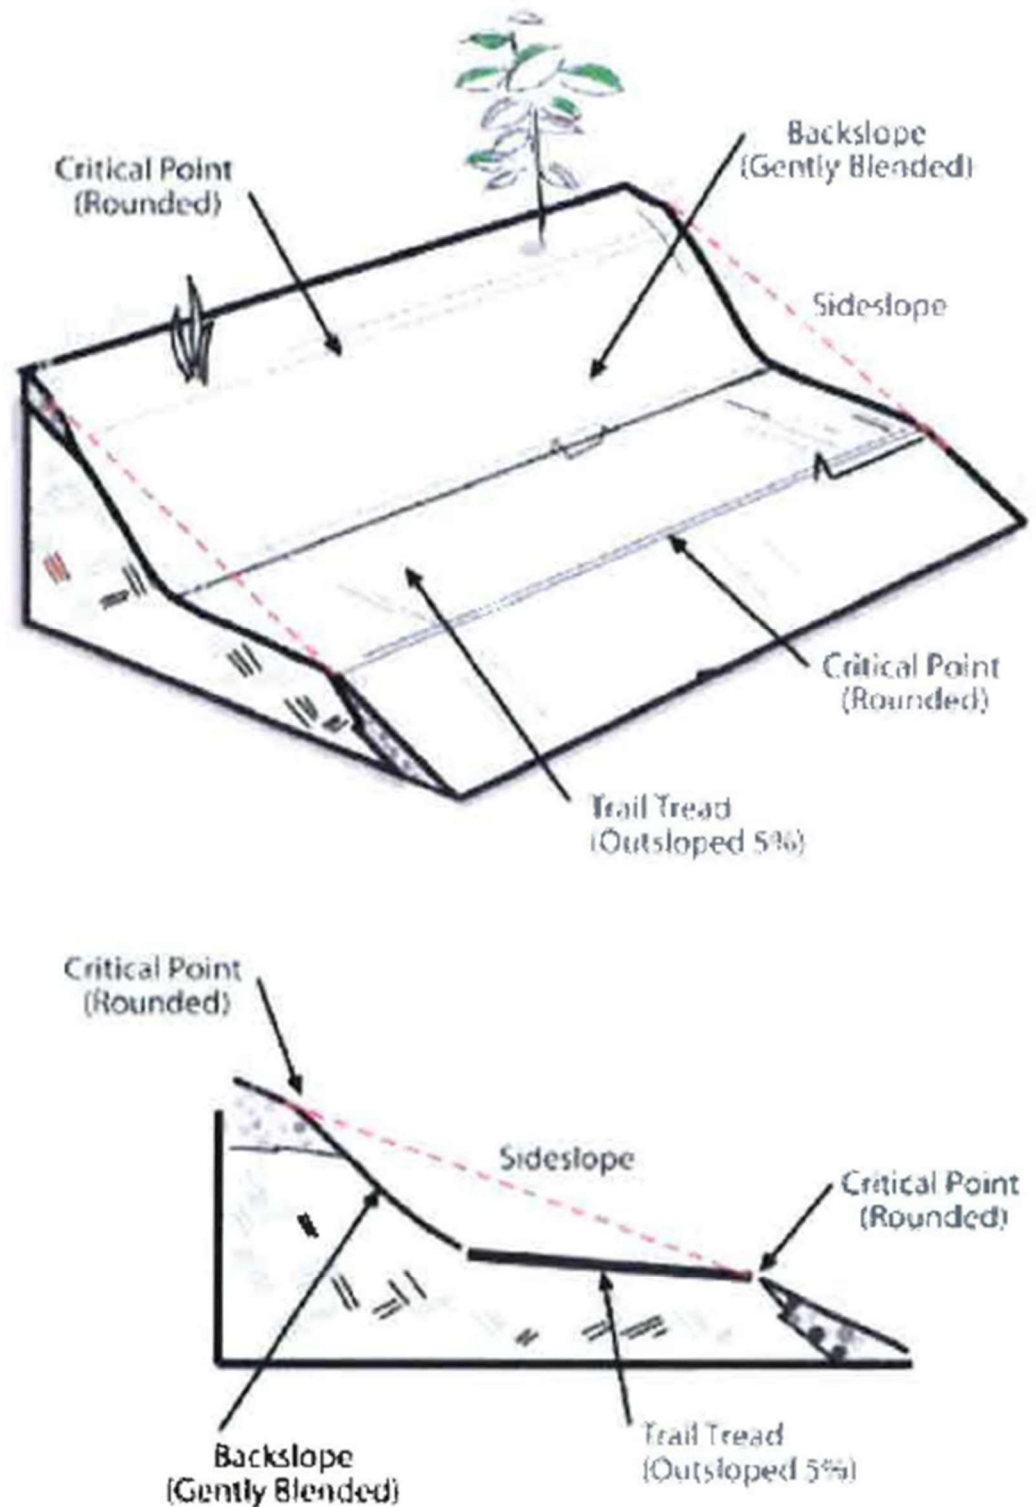 Critical Point
(Rounded)
Backslope
(Gently Blended)
Sideslope
Critical Point
(Rounded)
Trail Tread
(Outsloped 5%)
Critical Point
(Rounded)
Sideslope
Critical Point
(Rounded)
Backslope
(Gently Blended)
Trail Tread
(Outsloped 5%)